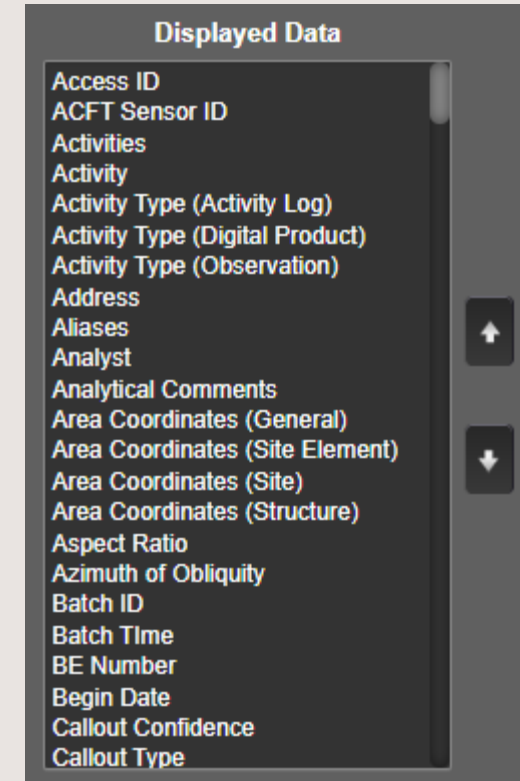 Displayed Data
Access ID
ACFT Sensor ID
Activities
Activity
Activity Type (Activity Log)
Activity Type (Digital Product)
Activity Type (Observation)
Address
Aliases
Analyst
Analytical Comments
Area Coordinates (General)
Area Coordinates (Site Element)
Area Coordinates (Site)
Area Coordinates (Structure)
Aspect Ratio
Azimuth of Obliquity
Batch ID
Batch TIme
BE Number
Begin Date
Callout Confidence
Callout Type